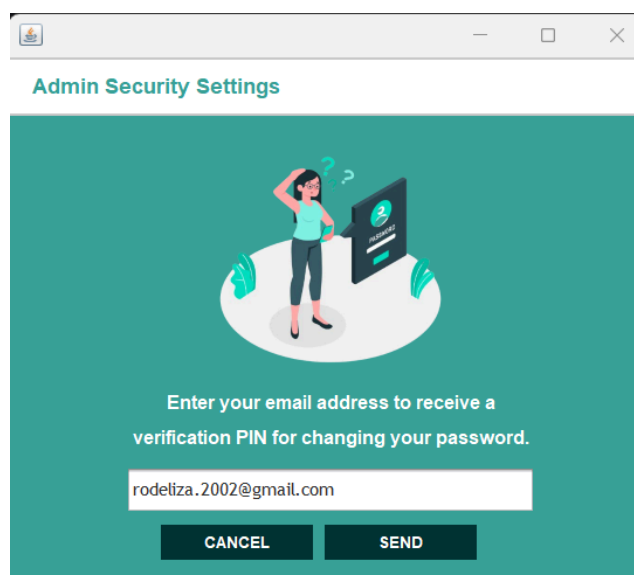 Admin Security Settings
? ? ?
PASSWORD
Enter your email address to receive a
verification PIN for changing your password.
rodeliza.2002@gmail.com
CANCEL SEND